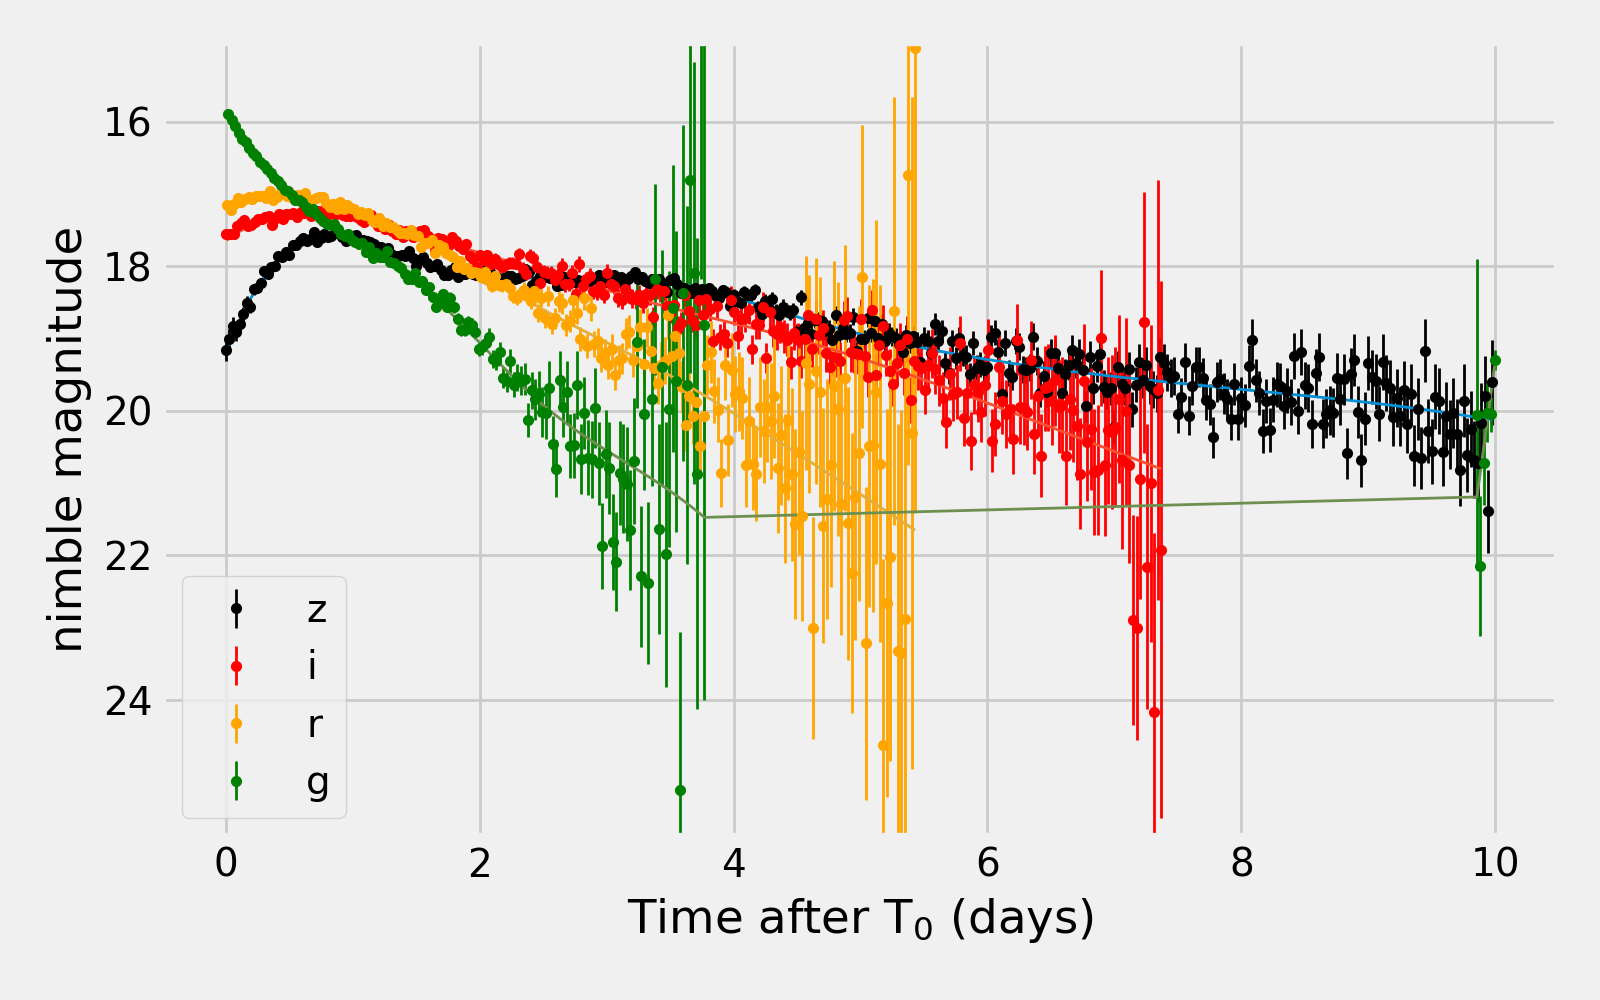 nimble magnitude
16
18
20
22
24
z
i
r
g
0 2 4 6 8 10
Time after T₀ (days)